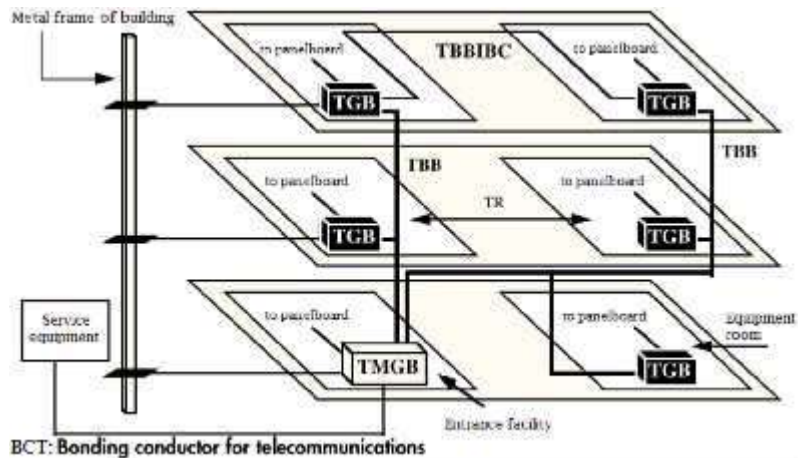 Metal frame of building
to panelboard
TBBIBC
to panelboard
TGB
TGB
TBB
TBB
to panelboard
to panelboard
TR
TGB
TGB
Service equipment
to panelboard
to panelboard
Equipment room
TMGB
TGB
Entrance facility
BCT: Bonding conductor for telecommunications